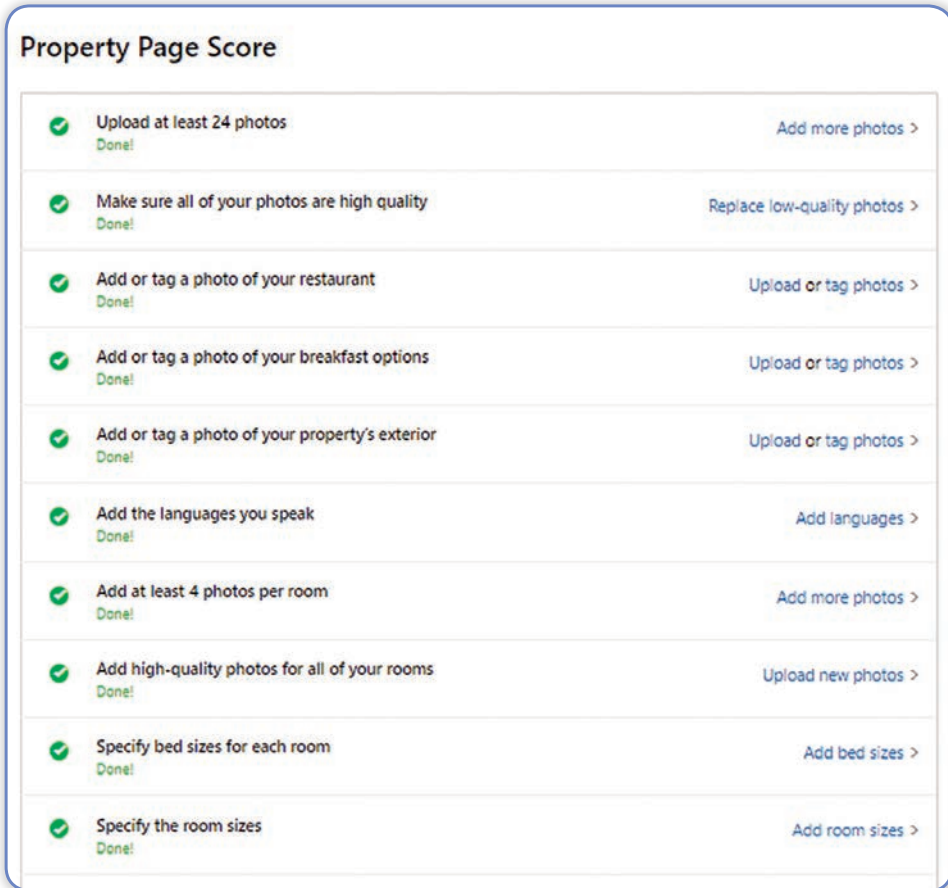 Property Page Score
Upload at least 24 photos
Done!
Add more photos >
Make sure all of your photos are high quality
Done!
Replace low-quality photos >
Add or tag a photo of your restaurant
Done!
Upload or tag photos >
Add or tag a photo of your breakfast options
Done!
Upload or tag photos >
Add or tag a photo of your property's exterior
Done!
Upload or tag photos >
Add the languages you speak
Done!
Add languages >
Add at least 4 photos per room
Done!
Add more photos >
Add high-quality photos for all of your rooms
Done!
Upload new photos >
Specify bed sizes for each room
Done!
Add bed sizes >
Specify the room sizes
Done!
Add room sizes >